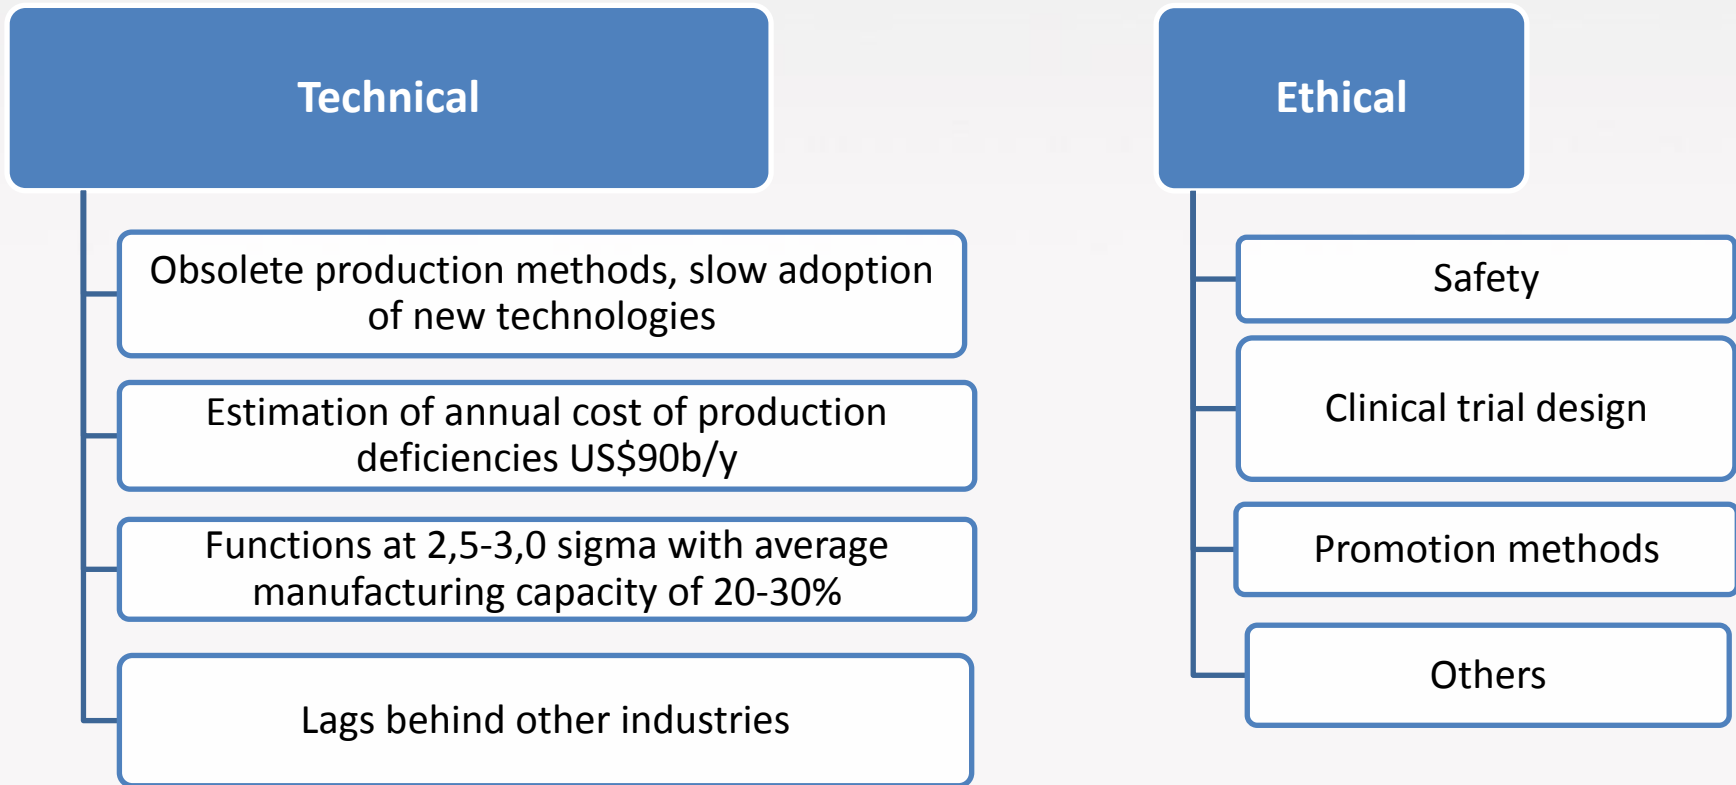 Technical
Obsolete production methods, slow adoption
of new technologies
Estimation of annual cost of production
deficiencies US$90b/y
Functions at 2,5-3,0 sigma with average
manufacturing capacity of 20-30%
Lags behind other industries
Ethical
Safety
Clinical trial design
Promotion methods
Others